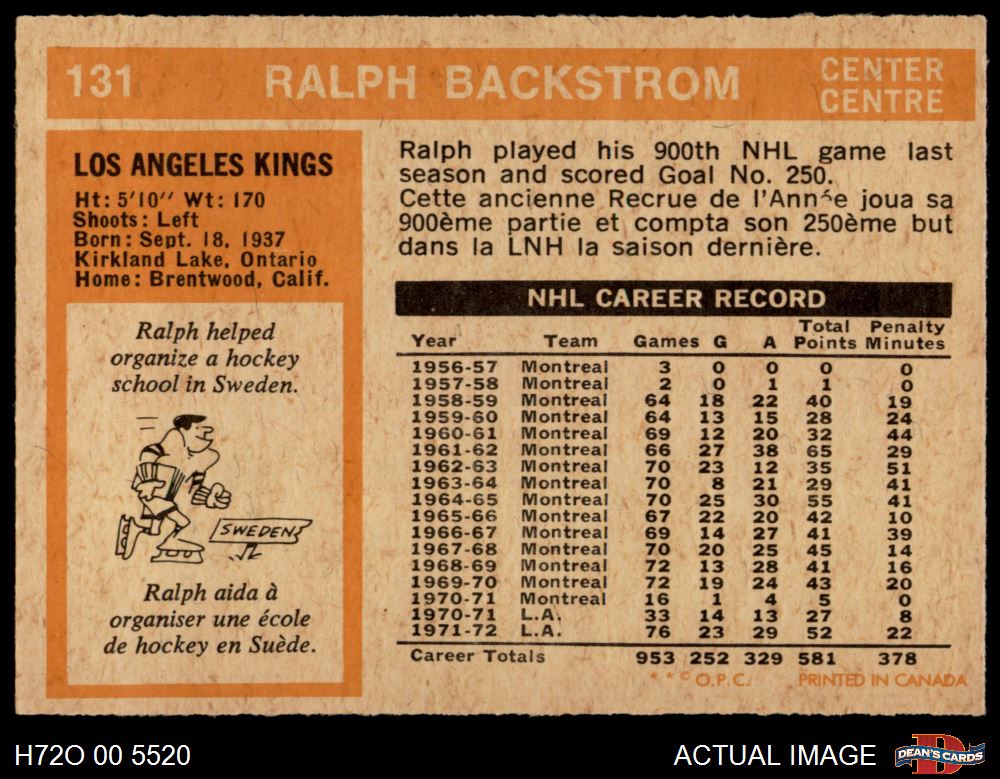 131 RALPH BACKSTROM CENTER
CENTRE
LOS ANGELES KINGS
Ht: 5'10'' Wt: 170
Shoots: Left
Born: Sept. 18, 1937
Kirkland Lake, Ontario
Home: Brentwood, Calif.
Ralph helped
organize a hockey
school in Sweden.
SWEDEN
Ralph aida à
organiser une école
de hockey en Suède.
Ralph played his 900th NHL game last
season and scored Goal No. 250.
Cette ancienne Recrue de l'Année joua sa
900ème partie et compta son 250ème but
dans la LNH la saison dernière.
NHL CAREER RECORD
Year Team Games G A Total Points Penalty Minutes
1956-57 Montreal 3 0 0 0 0
1957-58 Montreal 2 0 1 1 0
1958-59 Montreal 64 18 22 40 19
1959-60 Montreal 64 13 15 28 24
1960-61 Montreal 69 12 20 32 44
1961-62 Montreal 66 27 38 65 29
1962-63 Montreal 70 23 12 35 51
1963-64 Montreal 70 8 21 29 41
1964-65 Montreal 70 25 30 55 41
1965-66 Montreal 67 22 20 42 10
1966-67 Montreal 69 14 27 41 39
1967-68 Montreal 70 20 25 45 14
1968-69 Montreal 72 13 28 41 16
1969-70 Montreal 72 19 24 43 20
1970-71 Montreal 16 1 4 5 0
1970-71 L.A. 33 14 13 27 8
1971-72 L.A. 76 23 29 52 22
Career Totals 953 252 329 581 378
* * © O.P.C. PRINTED IN CANADA
H72O 00 5520 ACTUAL IMAGE DEAN'S CARDS